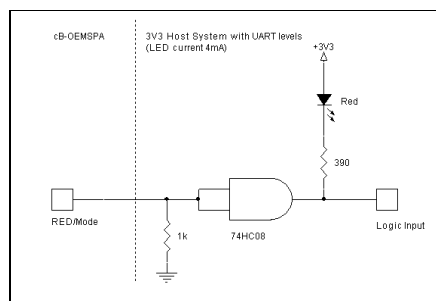 cB-OEMSPA
3V3 Host System with UART levels
(LED current 4mA)
+3V3
Red
390
RED/Mode
1k
74HC08
Logic Input